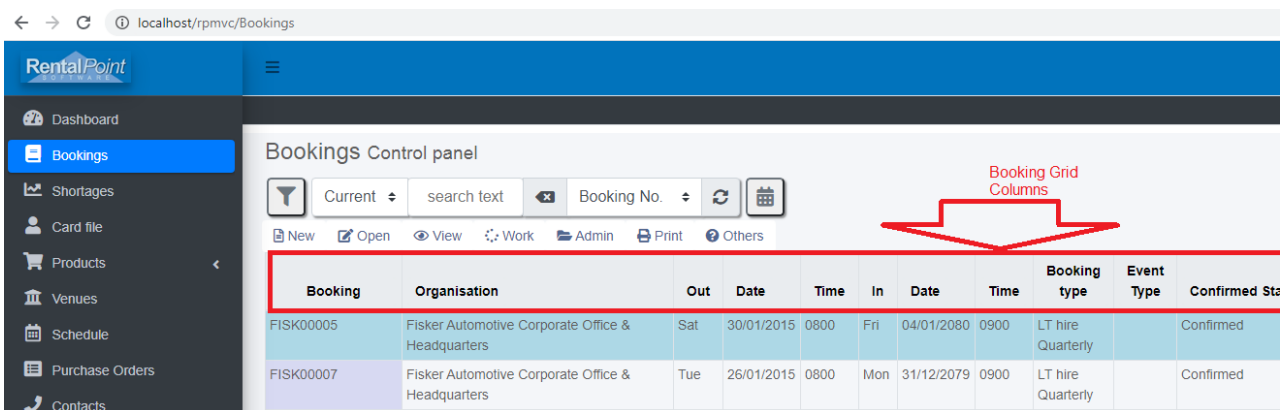 localhost/rpmvc/Bookings
RentalPoint
SOFTWARE
Dashboard
Bookings
Shortages
Card file
Products
Venues
Schedule
Purchase Orders
Contacts
Bookings Control panel
Booking Grid
Columns
Current search text Booking No.
New Open View Work Admin Print Others
Booking Organisation Out Date Time In Date Time Booking type Event Type Confirmed Sta
FISK00005 Fisker Automotive Corporate Office & Sat 30/01/2015 0800 Fri 04/01/2080 0900 LT hire Confirmed
Headquarters Quarterly
FISK00007 Fisker Automotive Corporate Office & Tue 26/01/2015 0800 Mon 31/12/2079 0900 LT hire Confirmed
Headquarters Quarterly